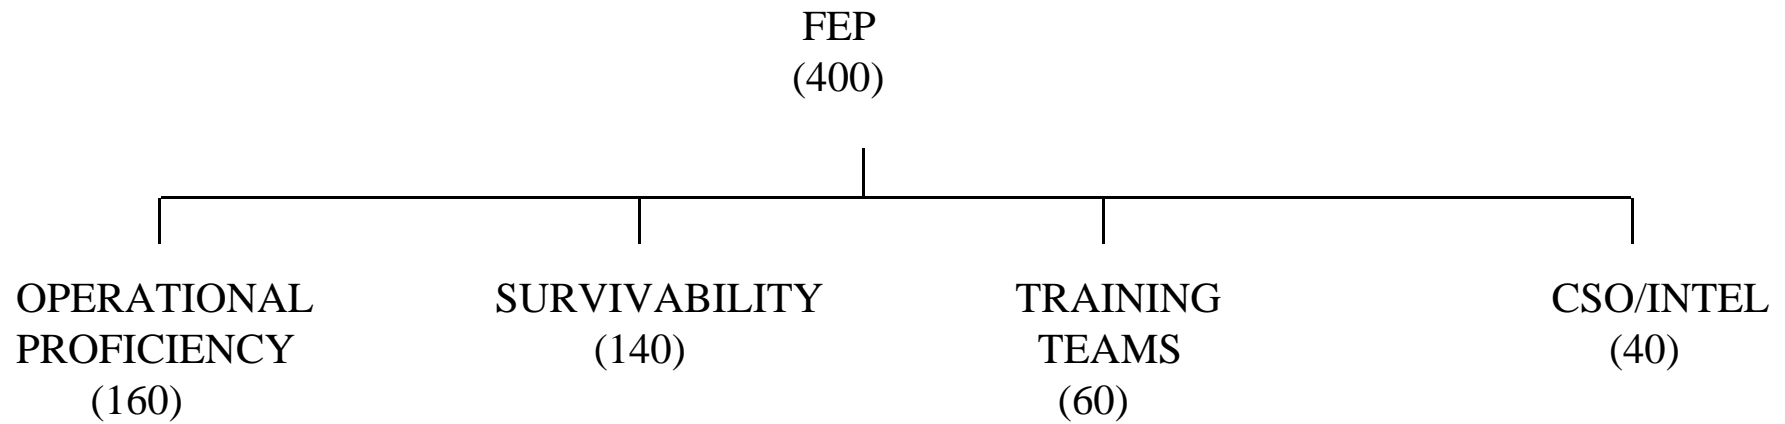 FEP
(400)
OPERATIONAL
PROFICIENCY
(160)
SURVIVABILITY
(140)
TRAINING
TEAMS
(60)
CSO/INTEL
(40)